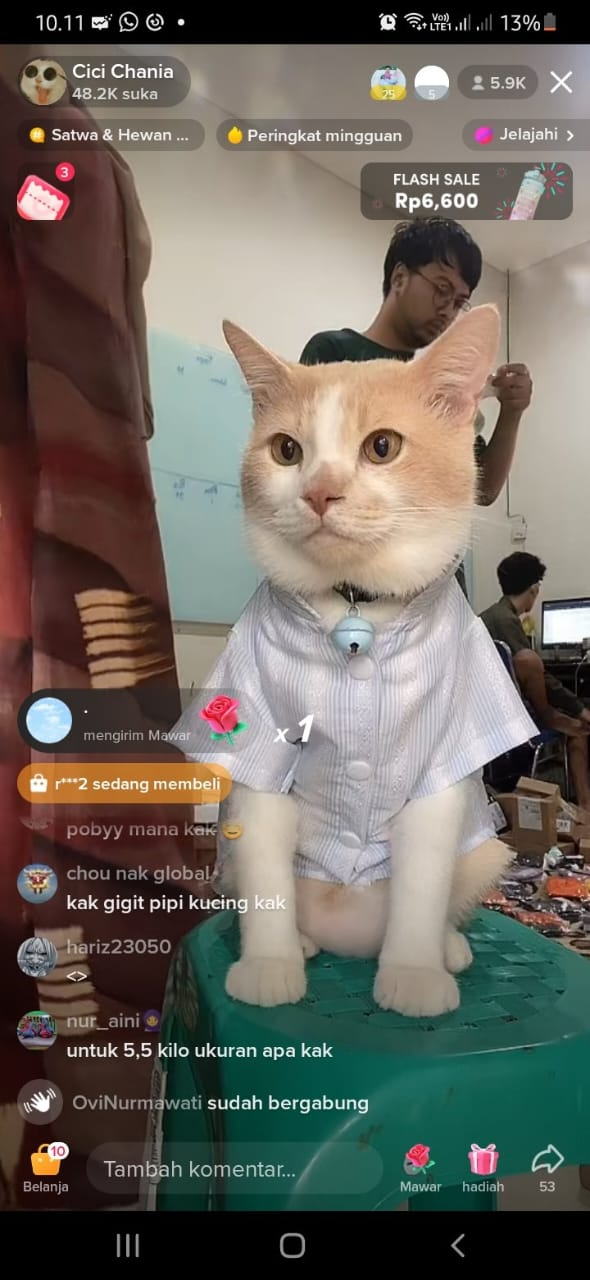 10.11
Vo))
LTE1
13%
Cici Chania
48.2K suka
25
5
5.9K
Satwa & Hewan ...
Peringkat mingguan
Jelajahi >
3
FLASH SALE
Rp6,600
.
mengirim Mawar
x 1
r***2 sedang membeli
pobyy mana kak 😊
chou nak global
kak gigit pipi kucing kak
hariz23050
<>
nur_aini🧕
untuk 5,5 kilo ukuran apa kak
OviNurmawati sudah bergabung
10
Belanja
Tambah komentar...
Mawar
hadiah
53